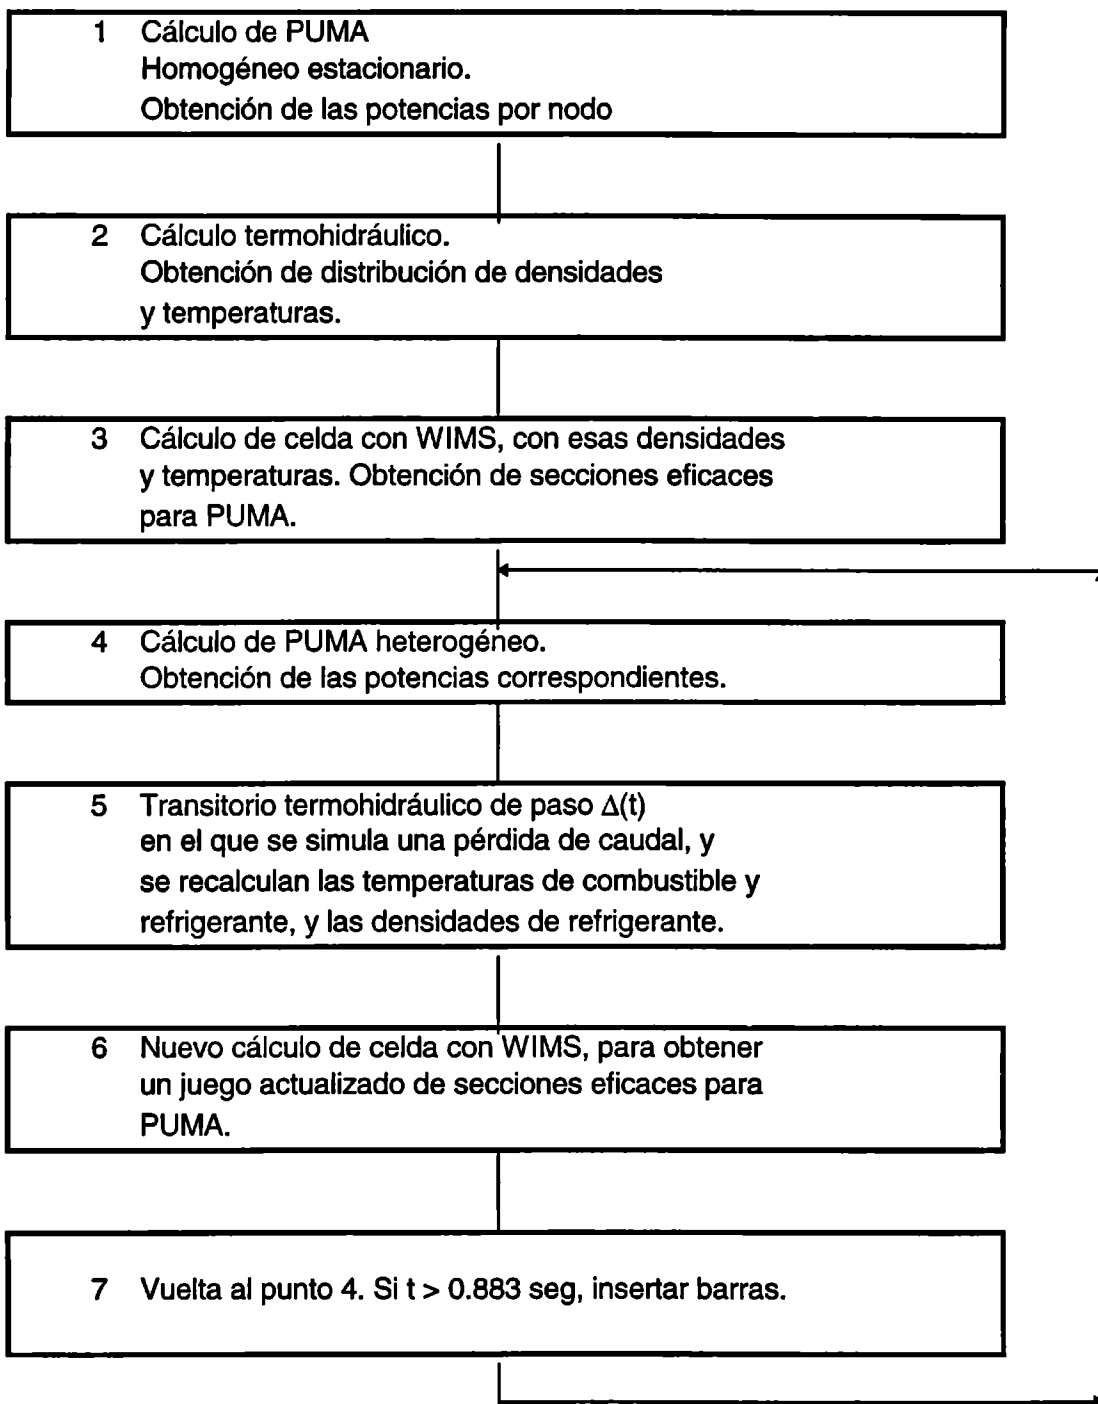 1 Cálculo de PUMA
Homogéneo estacionario.
Obtención de las potencias por nodo
2 Cálculo termohidráulico.
Obtención de distribución de densidades
y temperaturas.
3 Cálculo de celda con WIMS, con esas densidades
y temperaturas. Obtención de secciones eficaces
para PUMA.
4 Cálculo de PUMA heterogéneo.
Obtención de las potencias correspondientes.
5 Transitorio termohidráulico de paso Δ(t)
en el que se simula una pérdida de caudal, y
se recalculan las temperaturas de combustible y
refrigerante, y las densidades de refrigerante.
6 Nuevo cálculo de celda con WIMS, para obtener
un juego actualizado de secciones eficaces para
PUMA.
7 Vuelta al punto 4. Si t > 0.883 seg, insertar barras.